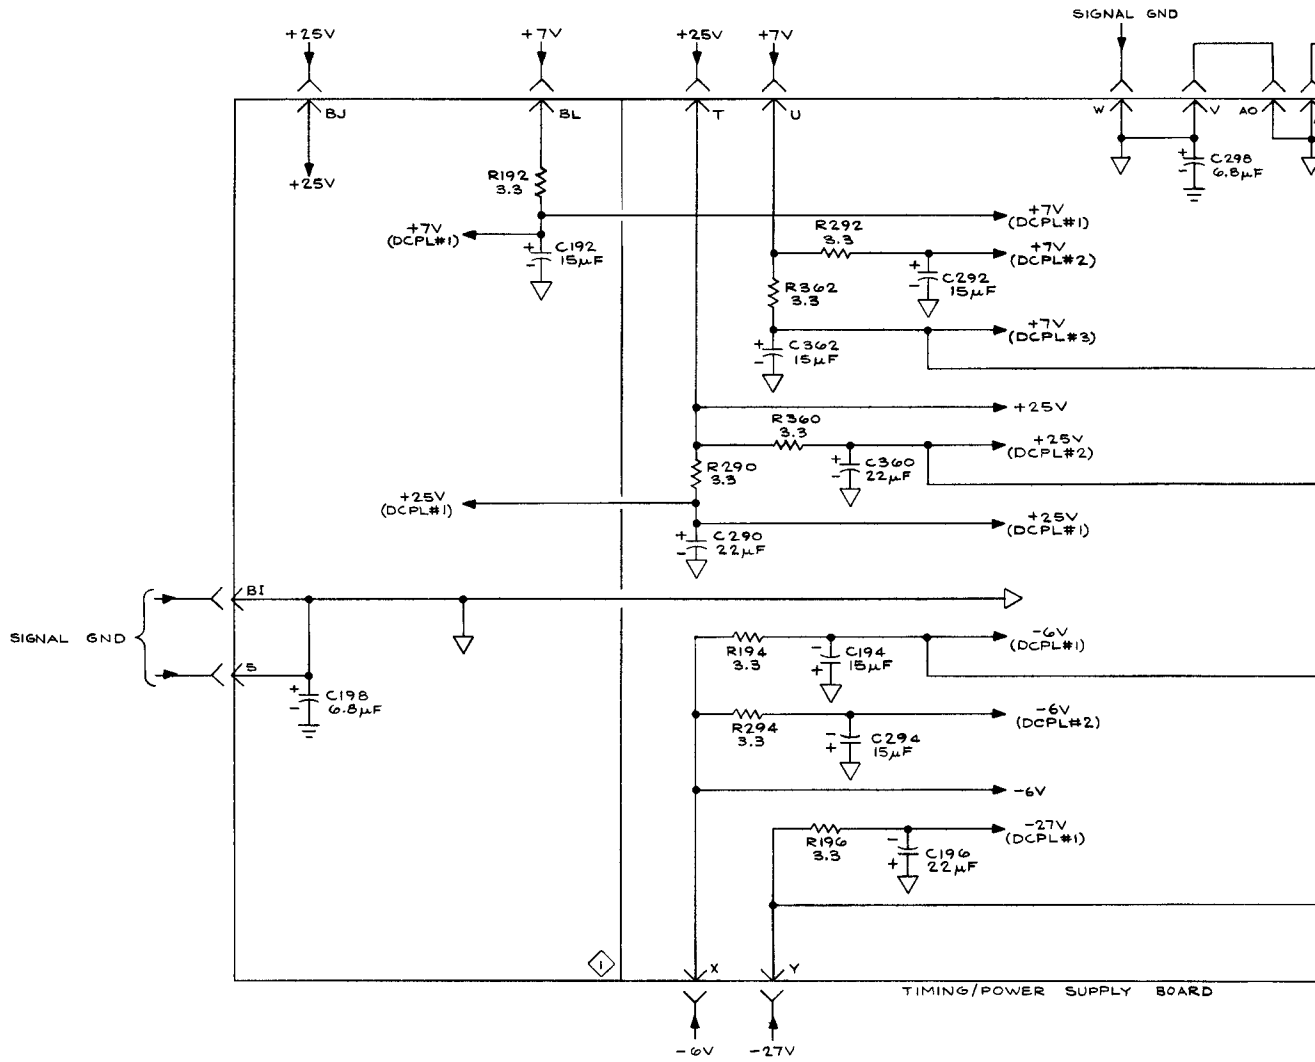 SIGNAL GND
+25V
+7V
+25V
+7V
BJ
BL
T
U
W
V
AO
+25V
R192
3.3
C298
6.8µF
+7V
(DCPL#1)
C192
15µF
+7V
(DCPL#1)
R292
3.3
+7V
(DCPL#2)
C292
15µF
R362
3.3
+7V
(DCPL#3)
C362
15µF
+25V
R360
3.3
+25V
(DCPL#2)
R290
3.3
C360
22µF
+25V
(DCPL#1)
+25V
(DCPL#1)
C290
22µF
BI
SIGNAL GND
S
C198
6.8µF
R194
3.3
C194
15µF
-6V
(DCPL#1)
R294
3.3
C294
15µF
-6V
(DCPL#2)
-6V
R196
3.3
C196
22µF
-27V
(DCPL#1)
1
X
Y
TIMING/POWER SUPPLY BOARD
-6V
-27V